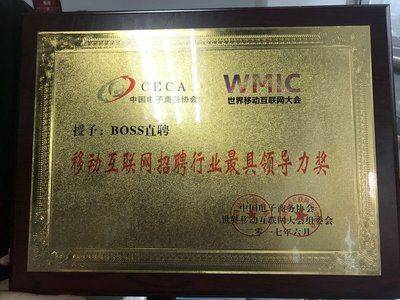 CECA
中国电子商务协会
WMIC
世界移动互联网大会
授予：BOSS直聘
移动互联网招聘行业最具领导力奖
中国电子商务协会
世界移动互联网大会组委会
二〇一七年六月